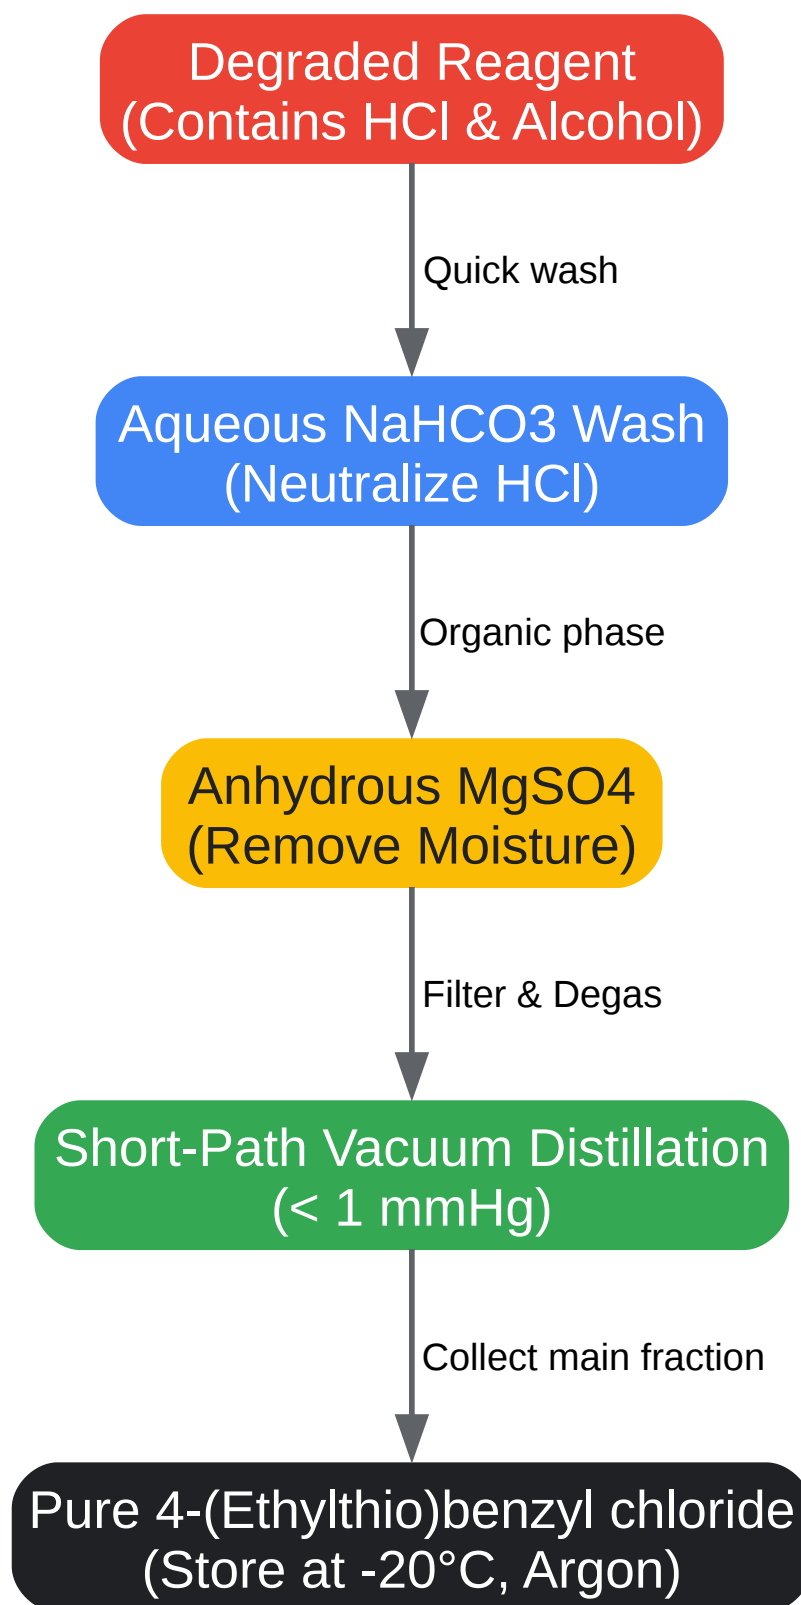 Degraded Reagent
(Contains HCl & Alcohol)
Quick wash
Aqueous NaHCO3 Wash
(Neutralize HCl)
Organic phase
Anhydrous MgSO4
(Remove Moisture)
Filter & Degas
Short-Path Vacuum Distillation
(< 1 mmHg)
Collect main fraction
Pure 4-(Ethylthio)benzyl chloride
(Store at -20°C, Argon)